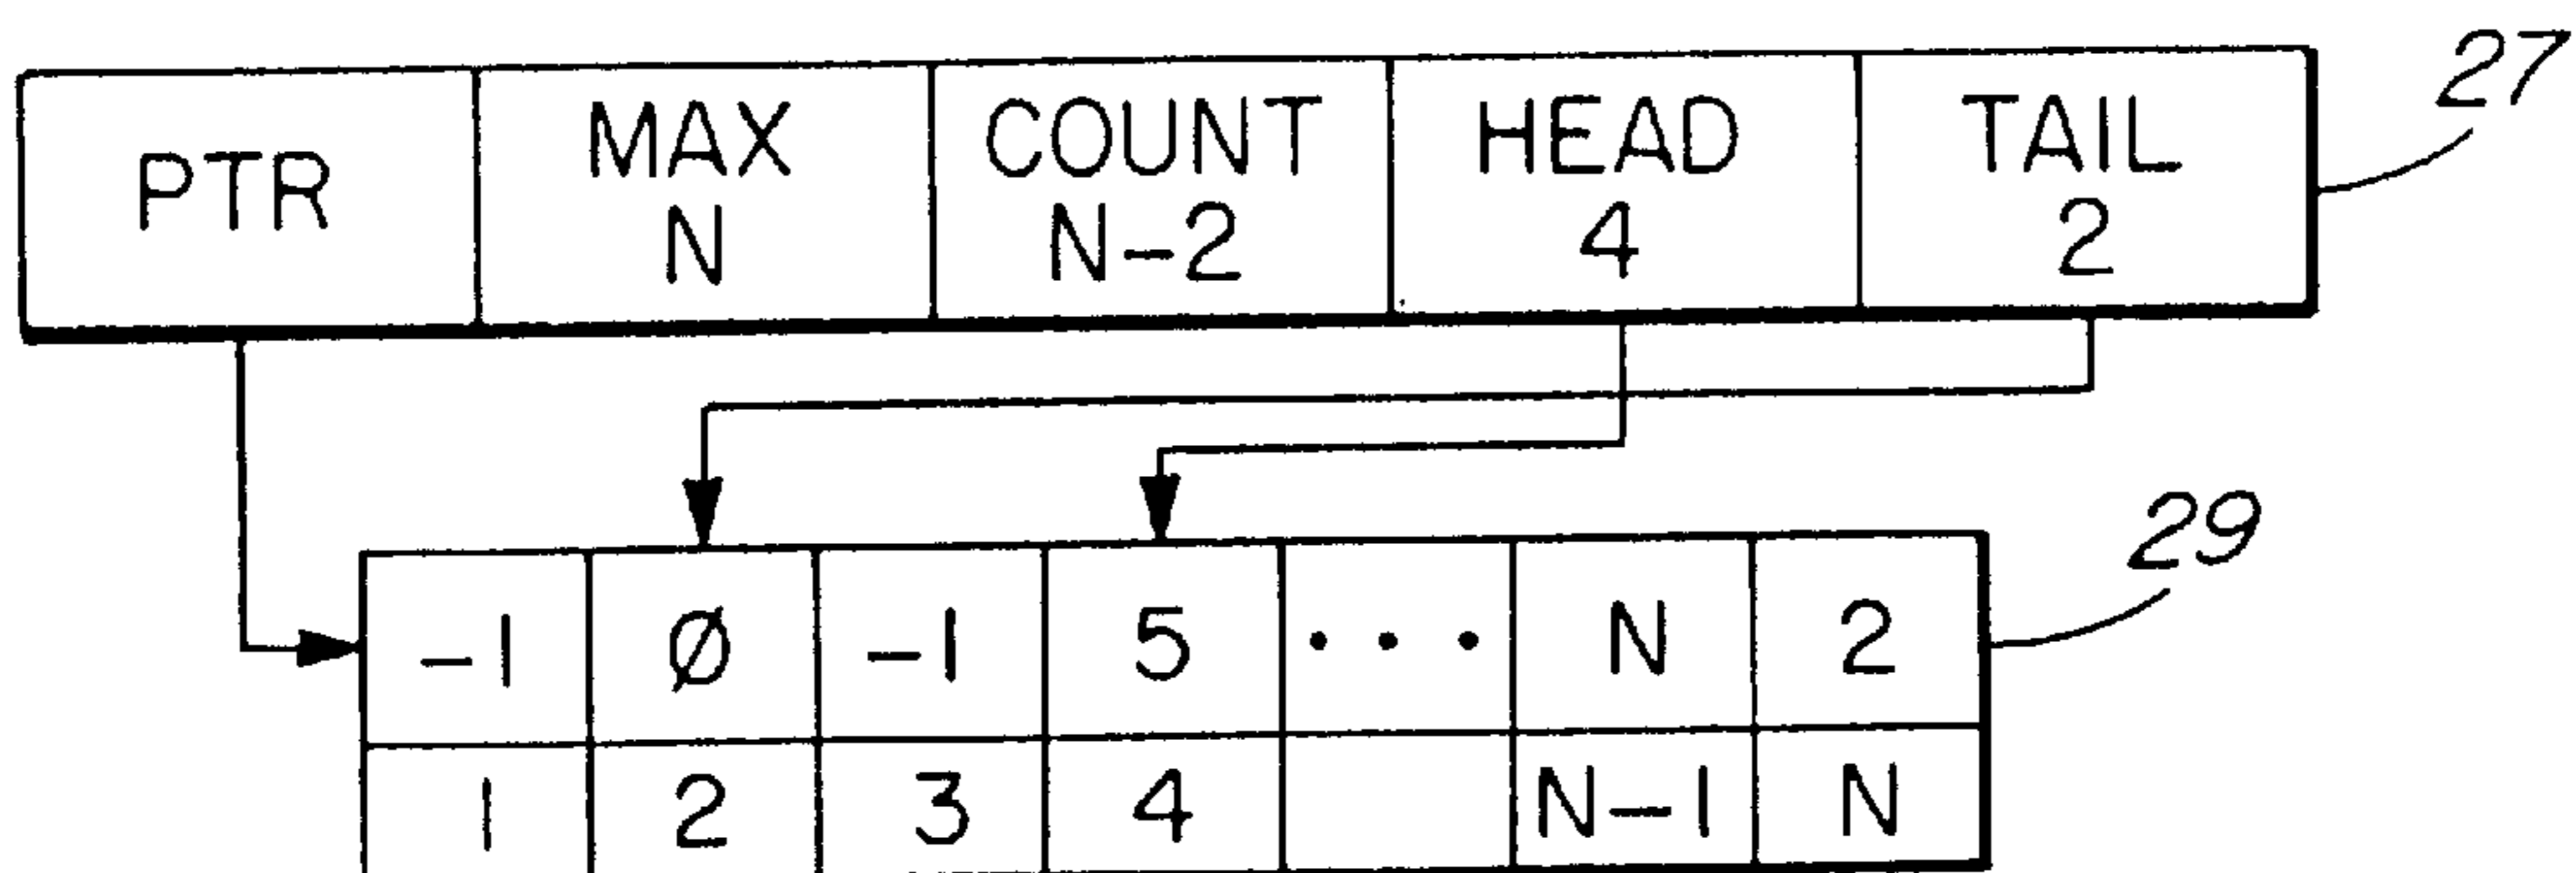 27
PTR MAX COUNT HEAD TAIL
N N-2 4 2
29
-1 Ø -1 5 • • • N 2
1 2 3 4 N-1 N